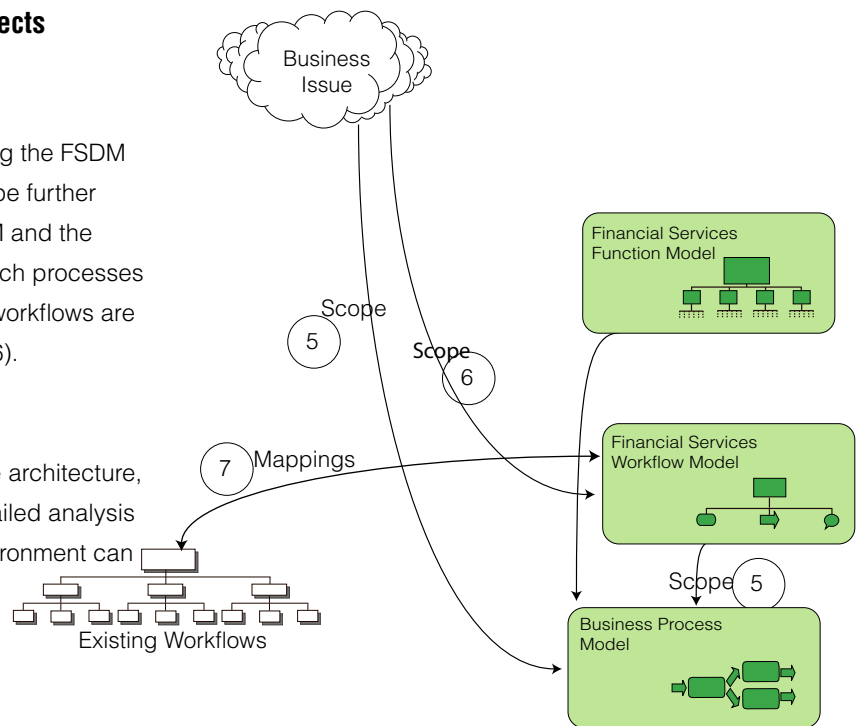 ects
g the FSDM
be further
M and the
ch processes
workflows are
6).
e architecture,
ailed analysis
ironment can
Business
Issue
Scope
5
Scope
6
7
Mappings
Existing Workflows
Financial Services
Function Model
Financial Services
Workflow Model
Scope
5
Business Process
Model